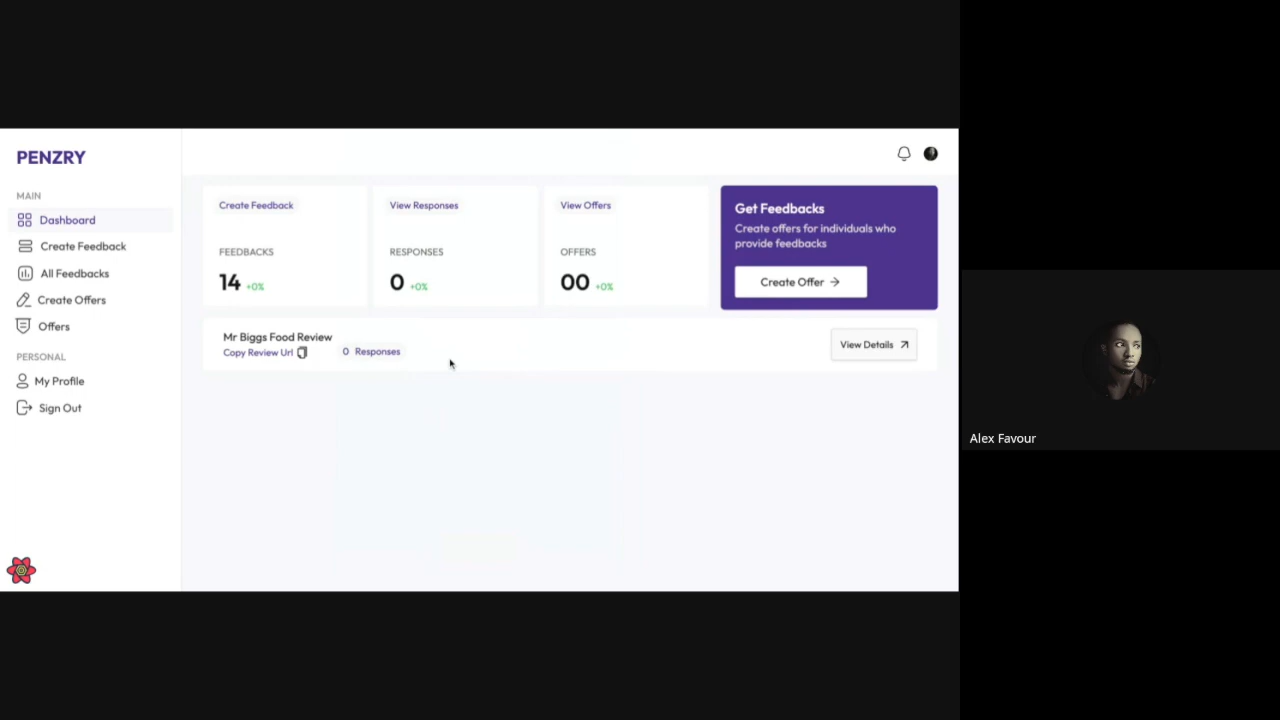 PENZRY
MAIN
Dashboard
Create Feedback
All Feedbacks
Create Offers
Offers
PERSONAL
My Profile
Sign Out
Create Feedback
FEEDBACKS
14 +0%
View Responses
RESPONSES
0 +0%
View Offers
OFFERS
00 +0%
Get Feedbacks
Create offers for individuals who
provide feedbacks
Create Offer
Mr Biggs Food Review
Copy Review Url
0 Responses
View Details
Alex Favour